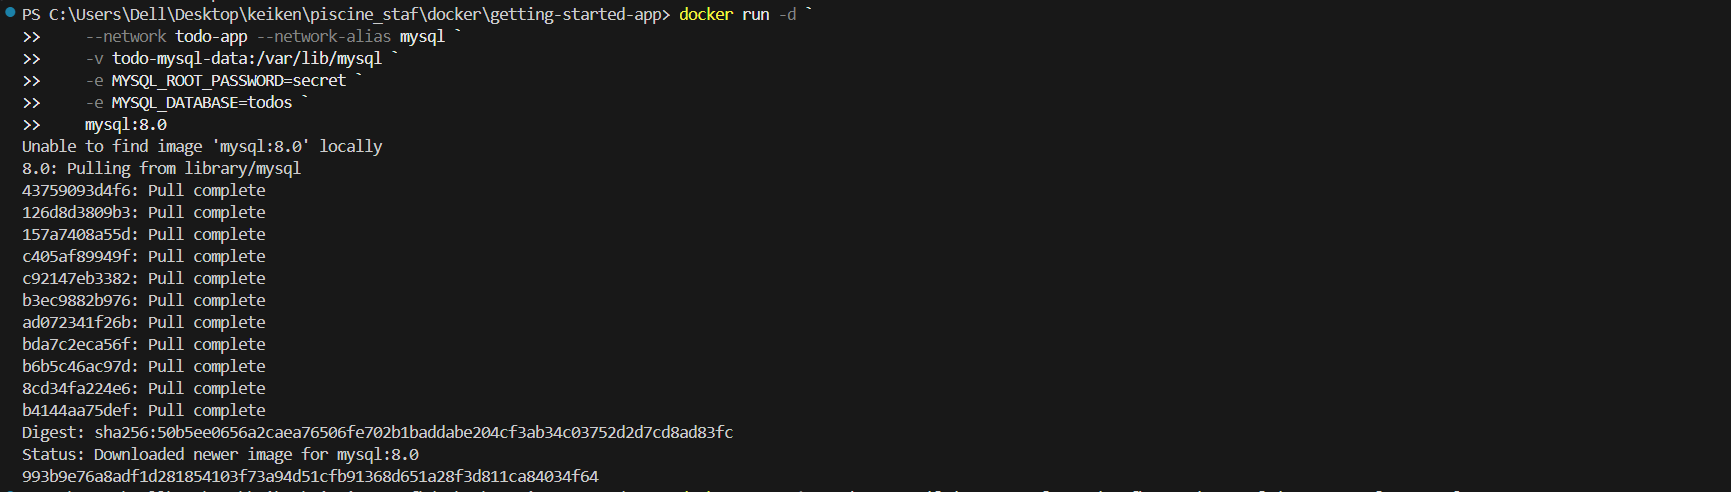 PS C:\Users\Dell\Desktop\keiken\piscine_staf\docker\getting-started-app> docker run -d `
>>     --network todo-app --network-alias mysql `
>>     -v todo-mysql-data:/var/lib/mysql `
>>     -e MYSQL_ROOT_PASSWORD=secret `
>>     -e MYSQL_DATABASE=todos `
>>     mysql:8.0
Unable to find image 'mysql:8.0' locally
8.0: Pulling from library/mysql
43759093d4f6: Pull complete
126d8d3809b3: Pull complete
157a7408a55d: Pull complete
c405af89949f: Pull complete
c92147eb3382: Pull complete
b3ec9882b976: Pull complete
ad072341f26b: Pull complete
bda7c2eca56f: Pull complete
b6b5c46ac97d: Pull complete
8cd34fa224e6: Pull complete
b4144aa75def: Pull complete
Digest: sha256:50b5ee0656a2caea76506fe702b1baddabe204cf3ab34c03752d2d7cd8ad83fc
Status: Downloaded newer image for mysql:8.0
993b9e76a8adf1d281854103f73a94d51cfb91368d651a28f3d811ca84034f64